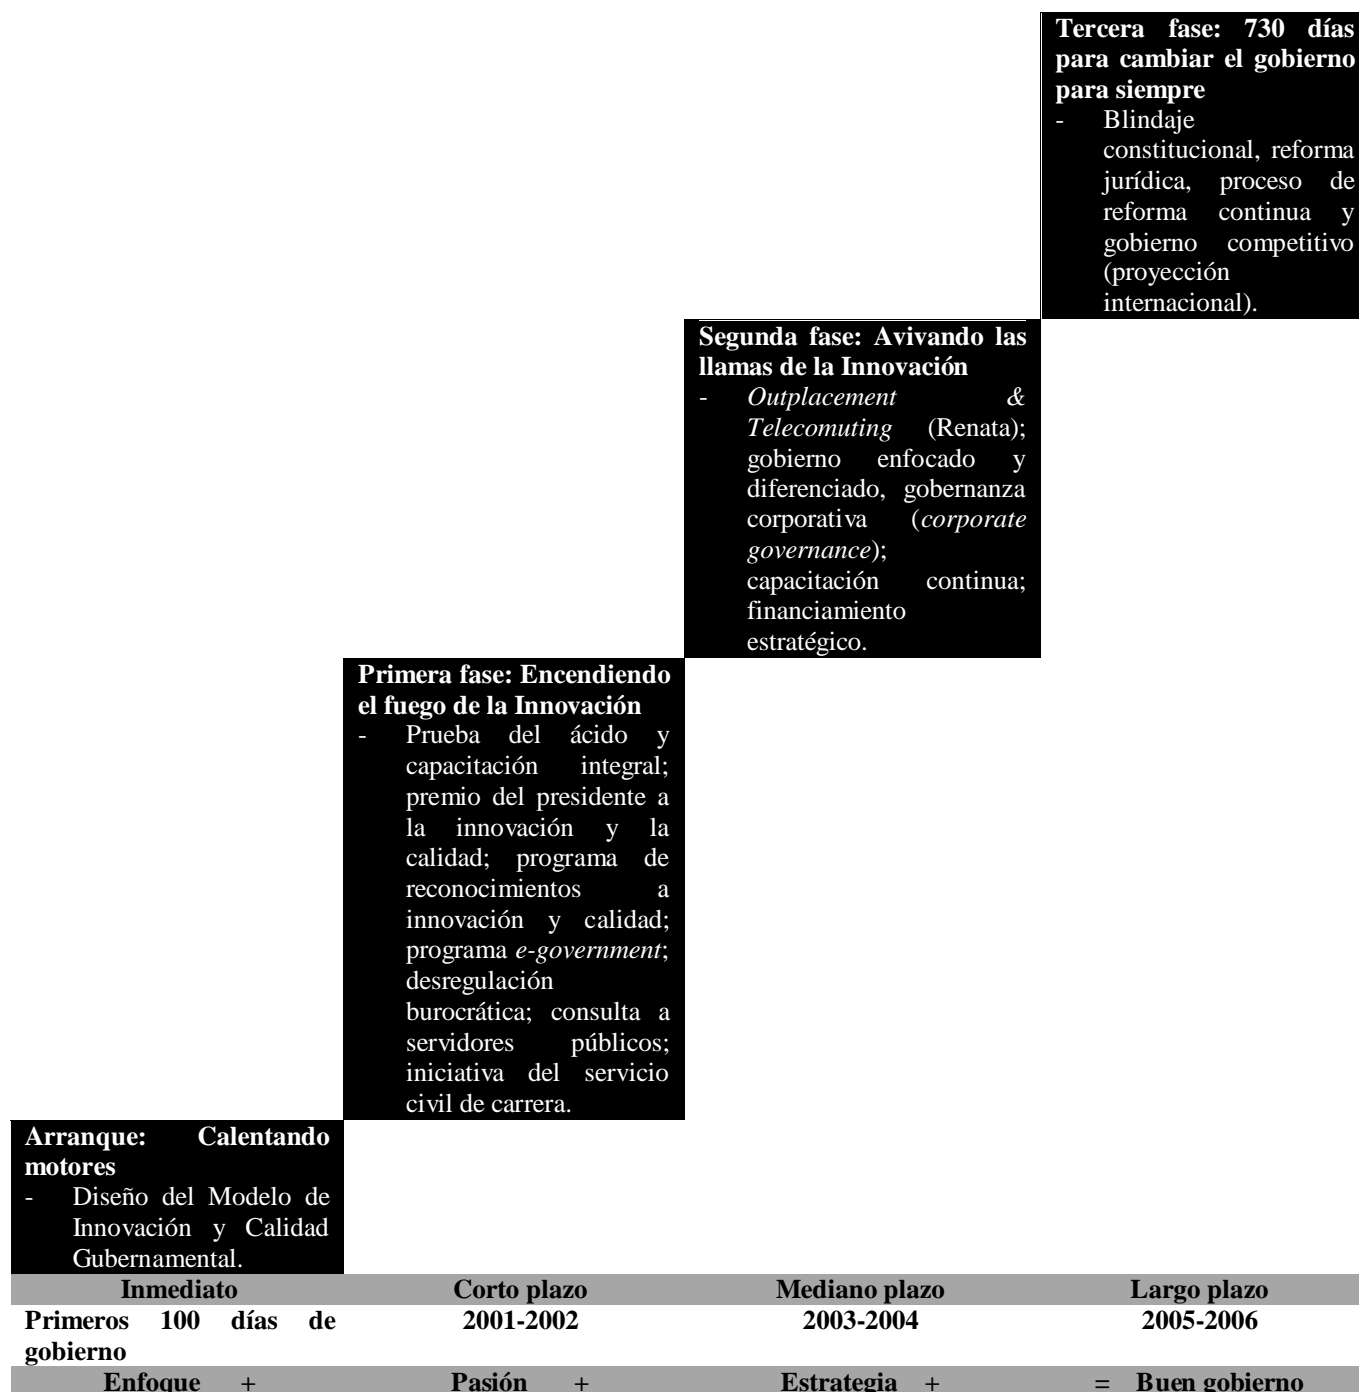 Tercera fase: 730 días
para cambiar el gobierno
para siempre
- Blindaje
constitucional, reforma
jurídica, proceso de
reforma continua y
gobierno competitivo
(proyección
internacional).
Segunda fase: Avivando las
llamas de la Innovación
- Outplacement &
Telecomuting (Renata);
gobierno enfocado y
diferenciado, gobernanza
corporativa (corporate
governance);
capacitación continua;
financiamiento
estratégico.
Primera fase: Encendiendo
el fuego de la Innovación
- Prueba del ácido y
capacitación integral;
premio del presidente a
la innovación y la
calidad; programa de
reconocimientos a
innovación y calidad;
programa e-government;
desregulación
burocrática; consulta a
servidores públicos;
iniciativa del servicio
civil de carrera.
Arranque: Calentando
motores
- Diseño del Modelo de
Innovación y Calidad
Gubernamental.
Inmediato Corto plazo Mediano plazo Largo plazo
Primeros 100 días de 2001-2002 2003-2004 2005-2006
gobierno
Enfoque + Pasión + Estrategia + = Buen gobierno